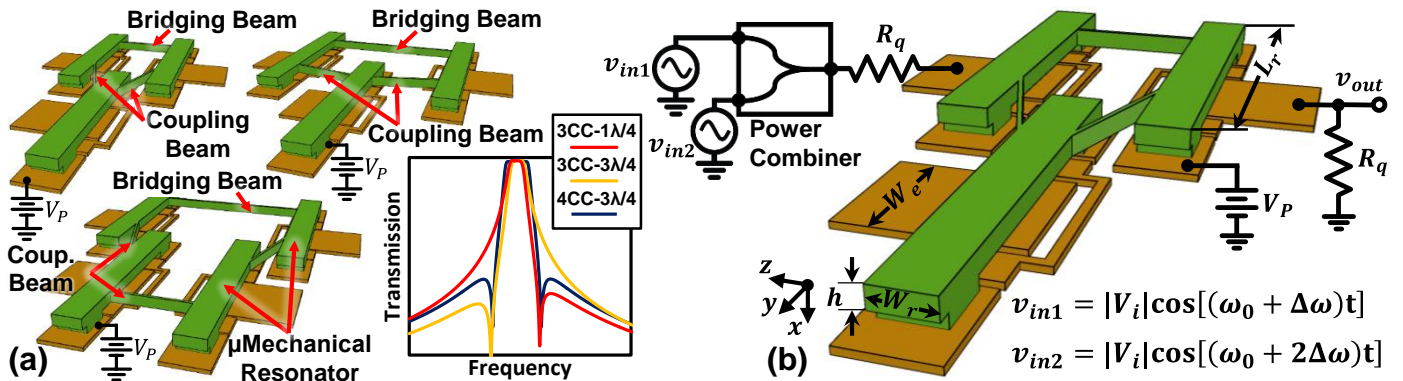 Bridging Beam
Bridging Beam
Coupling
Beam
Coupling Beam
V_P
V_P
Bridging Beam
Coup.
Beam
V_P
µMechanical
Resonator
(a)
3CC-1λ/4
3CC-3λ/4
4CC-3λ/4
Transmission
Frequency
v_in1
v_in2
Power
Combiner
R_q
L_r
v_out
R_q
V_P
W_e
z
y
x
h
W_r
(b)
v_in1 = |V_i|cos[(ω_0 + Δω)t]
v_in2 = |V_i|cos[(ω_0 + 2Δω)t]